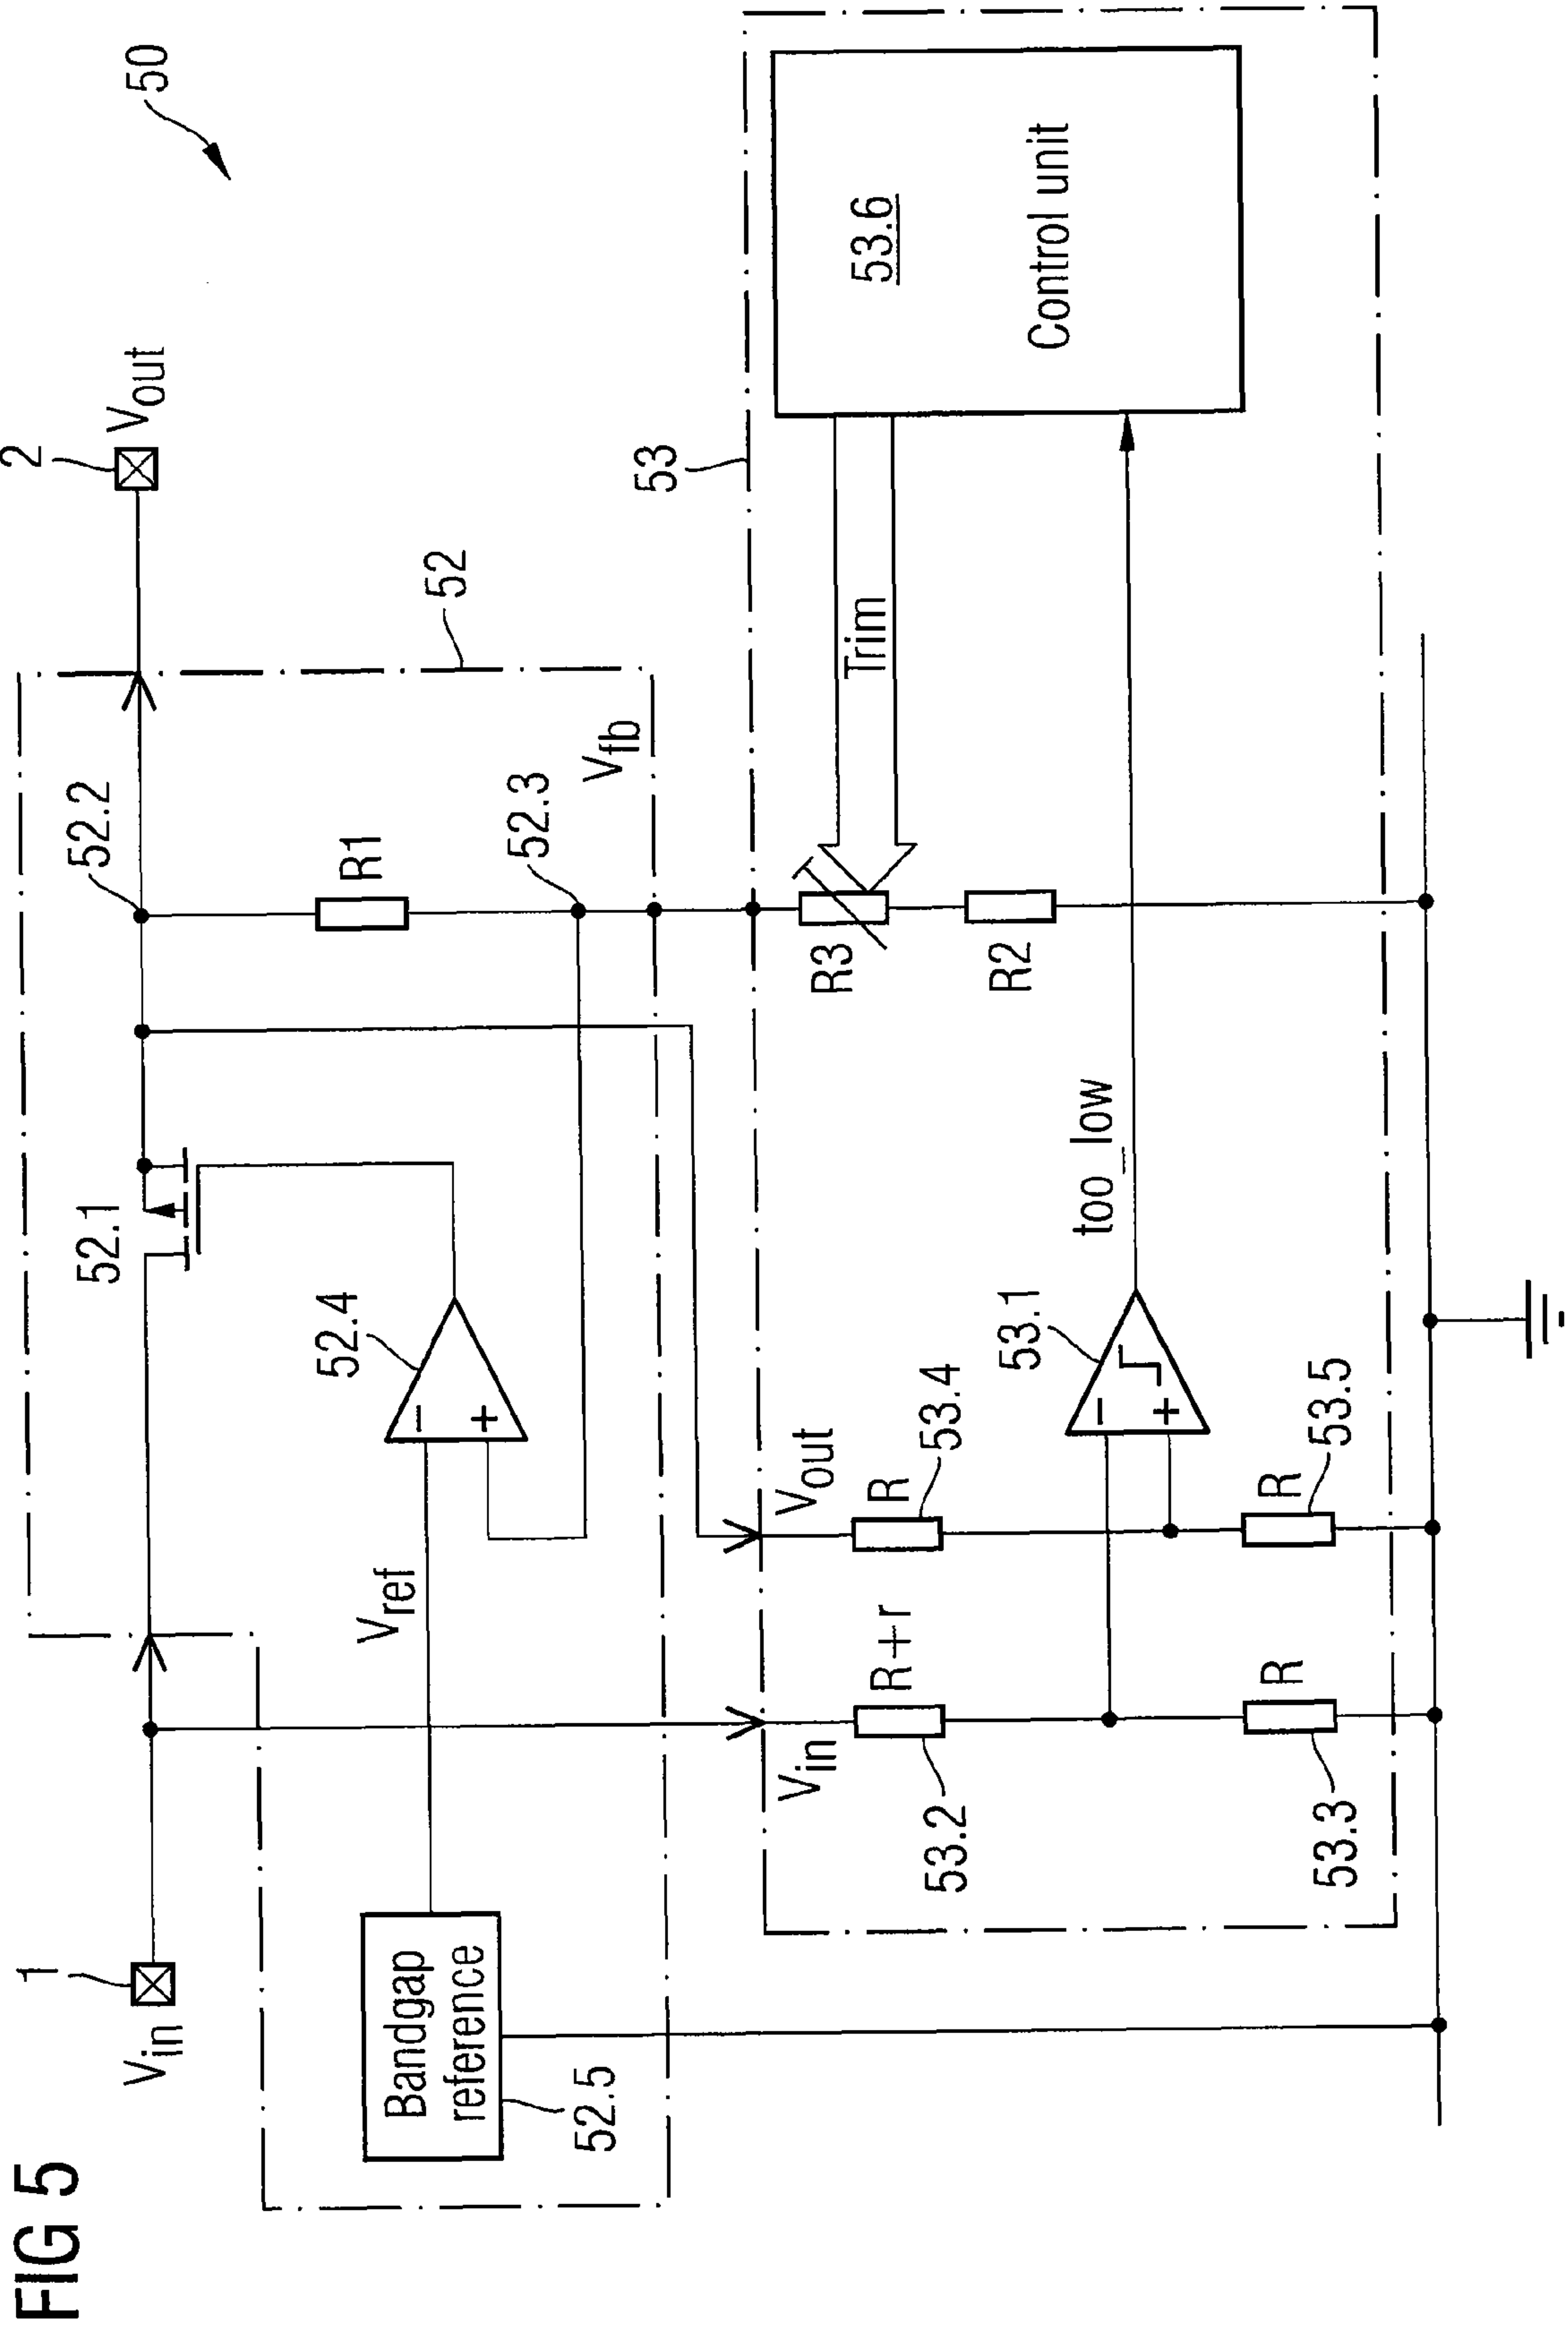 FIG 5
50
1
Vin
2
Vout
52.2
52
52.1
R1
52.4
−
+
52.3
Vfb
Vref
Bandgap
reference
52.5
53
Vin
R+r
53.2
R
53.3
Vout
R
53.4
R
53.5
53.1
−
+
too_low
R3
R2
Trim
53.6
Control unit